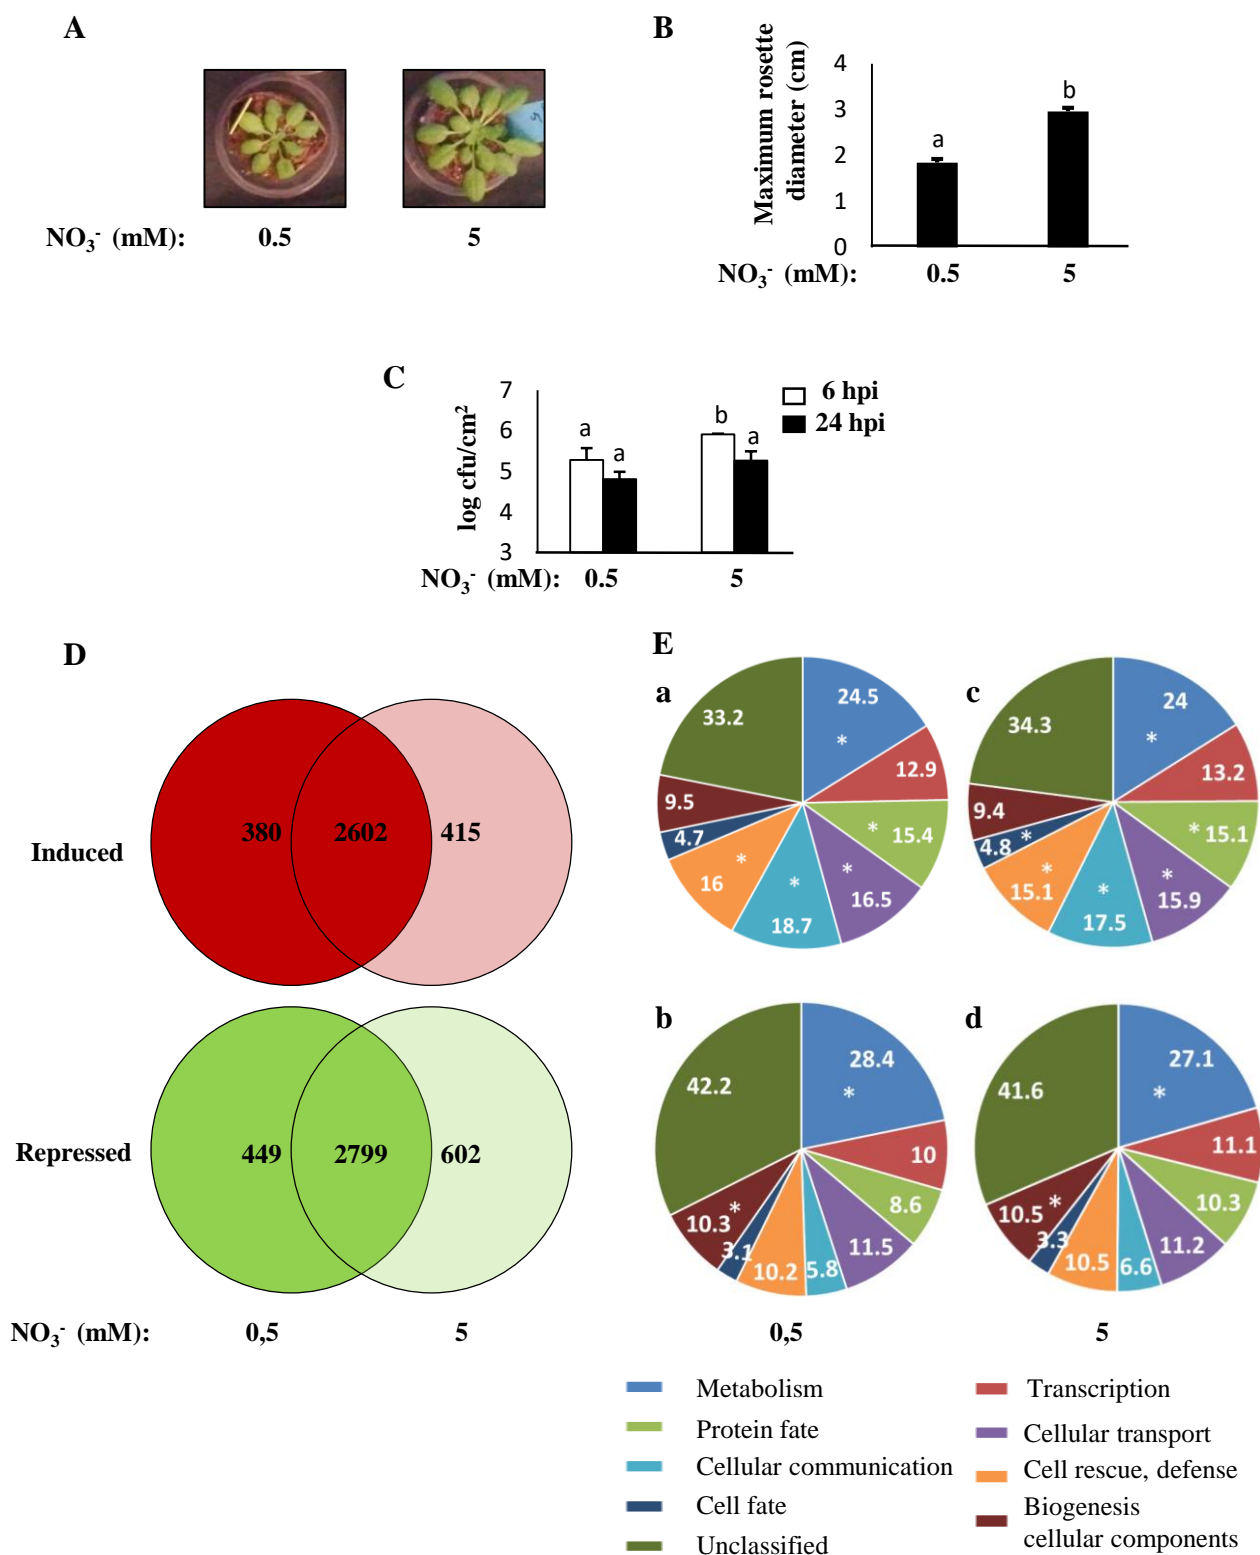 A
NO₃⁻ (mM): 0.5 5
B
Maximum rosette
diameter (cm)
4
3
2
1
0
a
b
NO₃⁻ (mM): 0.5 5
C
log cfu/cm²
7
6
5
4
3
a
a
b
a
6 hpi
24 hpi
NO₃⁻ (mM): 0.5 5
D
Induced
380 2602 415
Repressed
449 2799 602
NO₃⁻ (mM): 0,5 5
E
a
33.2
24.5
*
12.9
15.4
*
16.5
*
18.7
*
16
*
4.7
9.5
c
34.3
24
*
13.2
15.1
*
15.9
*
17.5
*
15.1
*
4.8
*
9.4
b
42.2
28.4
*
10
8.6
11.5
5.8
10.2
3.1
10.3
*
d
41.6
27.1
*
11.1
10.3
11.2
6.6
10.5
3.3
10.5
*
0,5 5
Metabolism
Transcription
Protein fate
Cellular transport
Cellular communication
Cell rescue, defense
Cell fate
Biogenesis
cellular components
Unclassified